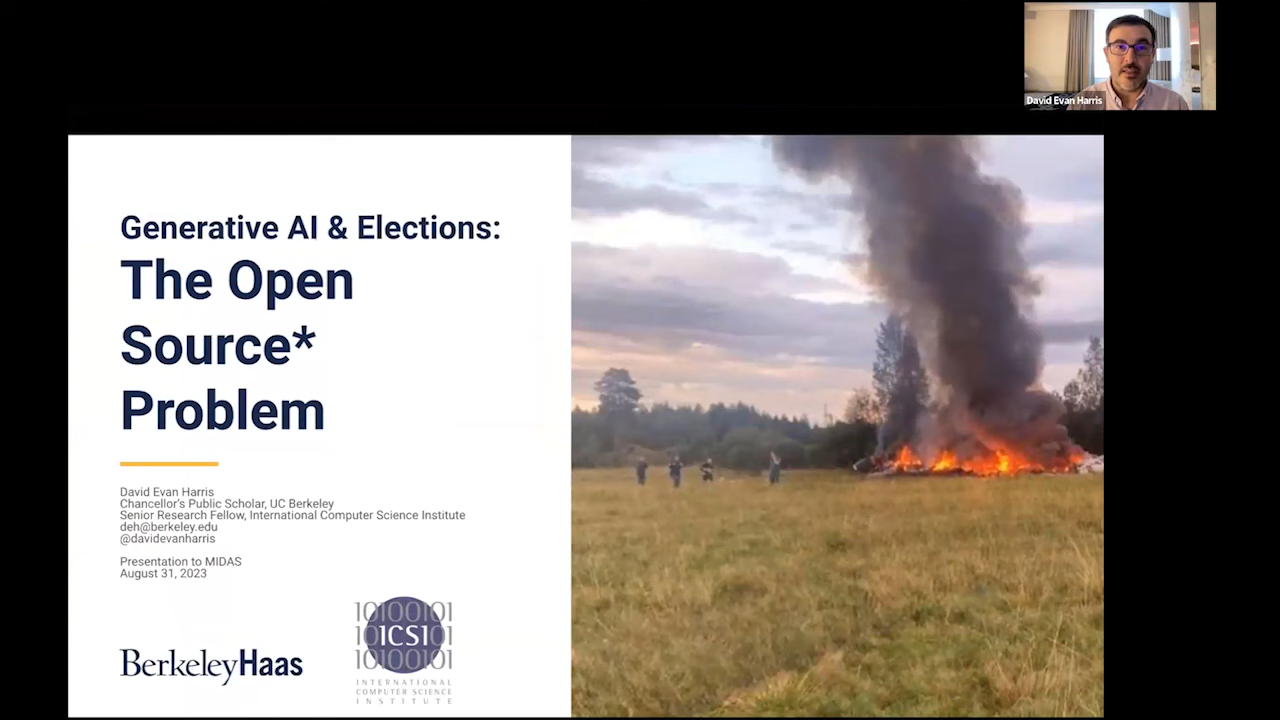 David Evan Harris
Generative AI & Elections:
The Open
Source*
Problem
David Evan Harris
Chancellor's Public Scholar, UC Berkeley
Senior Research Fellow, International Computer Science Institute
deh@berkeley.edu
@davidevanharris
Presentation to MIDAS
August 31, 2023
BerkeleyHaas
10100101
ICSI
10100101
INTERNATIONAL
COMPUTER SCIENCE
INSTITUTE